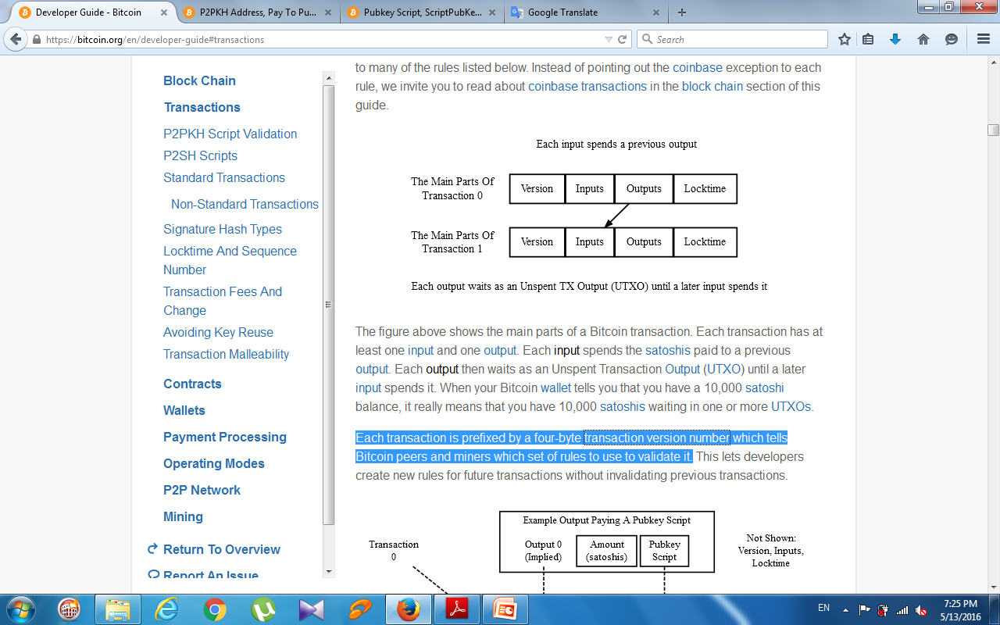 Developer Guide - Bitcoin
P2PKH Address, Pay To Pu...
Pubkey Script, ScriptPubKe...
Google Translate
https://bitcoin.org/en/developer-guide#transactions
Search
Block Chain
Transactions
P2PKH Script Validation
P2SH Scripts
Standard Transactions
Non-Standard Transactions
Signature Hash Types
Locktime And Sequence
Number
Transaction Fees And
Change
Avoiding Key Reuse
Transaction Malleability
Contracts
Wallets
Payment Processing
Operating Modes
P2P Network
Mining
Return To Overview
Report An Issue
to many of the rules listed below. Instead of pointing out the coinbase exception to each
rule, we invite you to read about coinbase transactions in the block chain section of this
guide.
Each input spends a previous output
The Main Parts Of
Transaction 0
Version Inputs Outputs Locktime
The Main Parts Of
Transaction 1
Version Inputs Outputs Locktime
Each output waits as an Unspent TX Output (UTXO) until a later input spends it
The figure above shows the main parts of a Bitcoin transaction. Each transaction has at
least one input and one output. Each input spends the satoshis paid to a previous
output. Each output then waits as an Unspent Transaction Output (UTXO) until a later
input spends it. When your Bitcoin wallet tells you that you have a 10,000 satoshi
balance, it really means that you have 10,000 satoshis waiting in one or more UTXOs.
Each transaction is prefixed by a four-byte transaction version number which tells
Bitcoin peers and miners which set of rules to use to validate it. This lets developers
create new rules for future transactions without invalidating previous transactions.
Example Output Paying A Pubkey Script
Transaction
0
Output 0
(Implied)
Amount
(satoshis)
Pubkey
Script
Not Shown:
Version, Inputs,
Locktime
EN
7:25 PM
5/13/2016